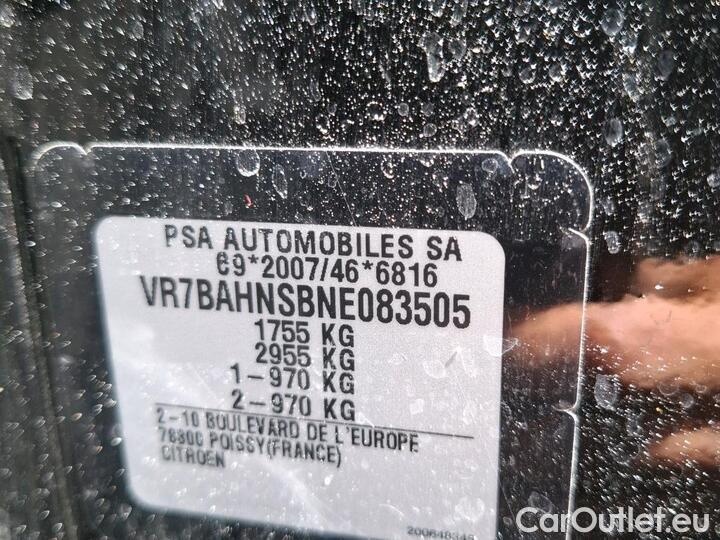 PSA AUTOMOBILES SA
e9*2007/46*6816
VR7BAHNSBNE083505
1755 KG
2955 KG
1-970 KG
2-970 KG
2-10 BOULEVARD DE L'EUROPE
78300 POISSY(FRANCE)
CITROEN
200648345
CarOutlet.eu